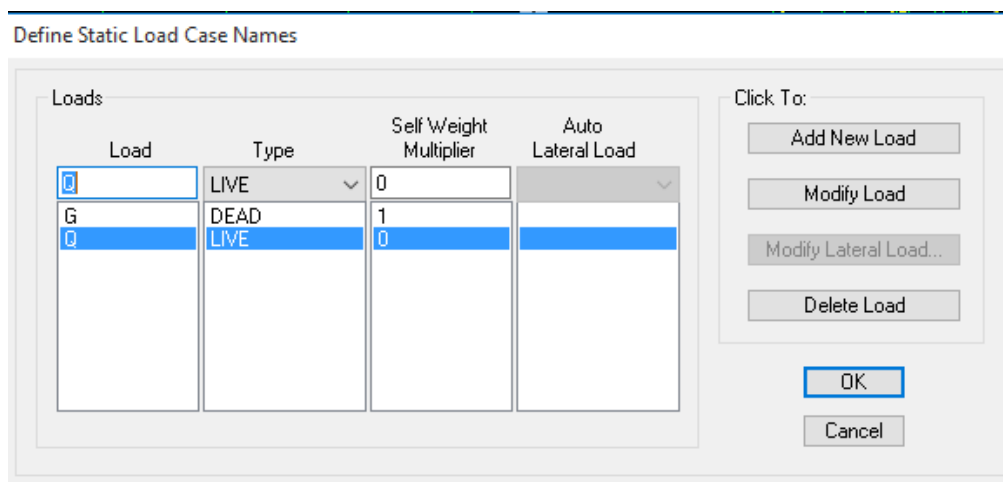 Define Static Load Case Names
Loads
Click To:
Load Type Self Weight Multiplier Auto Lateral Load
Q LIVE 0
G DEAD 1
Q LIVE 0
Add New Load
Modify Load
Modify Lateral Load...
Delete Load
OK
Cancel